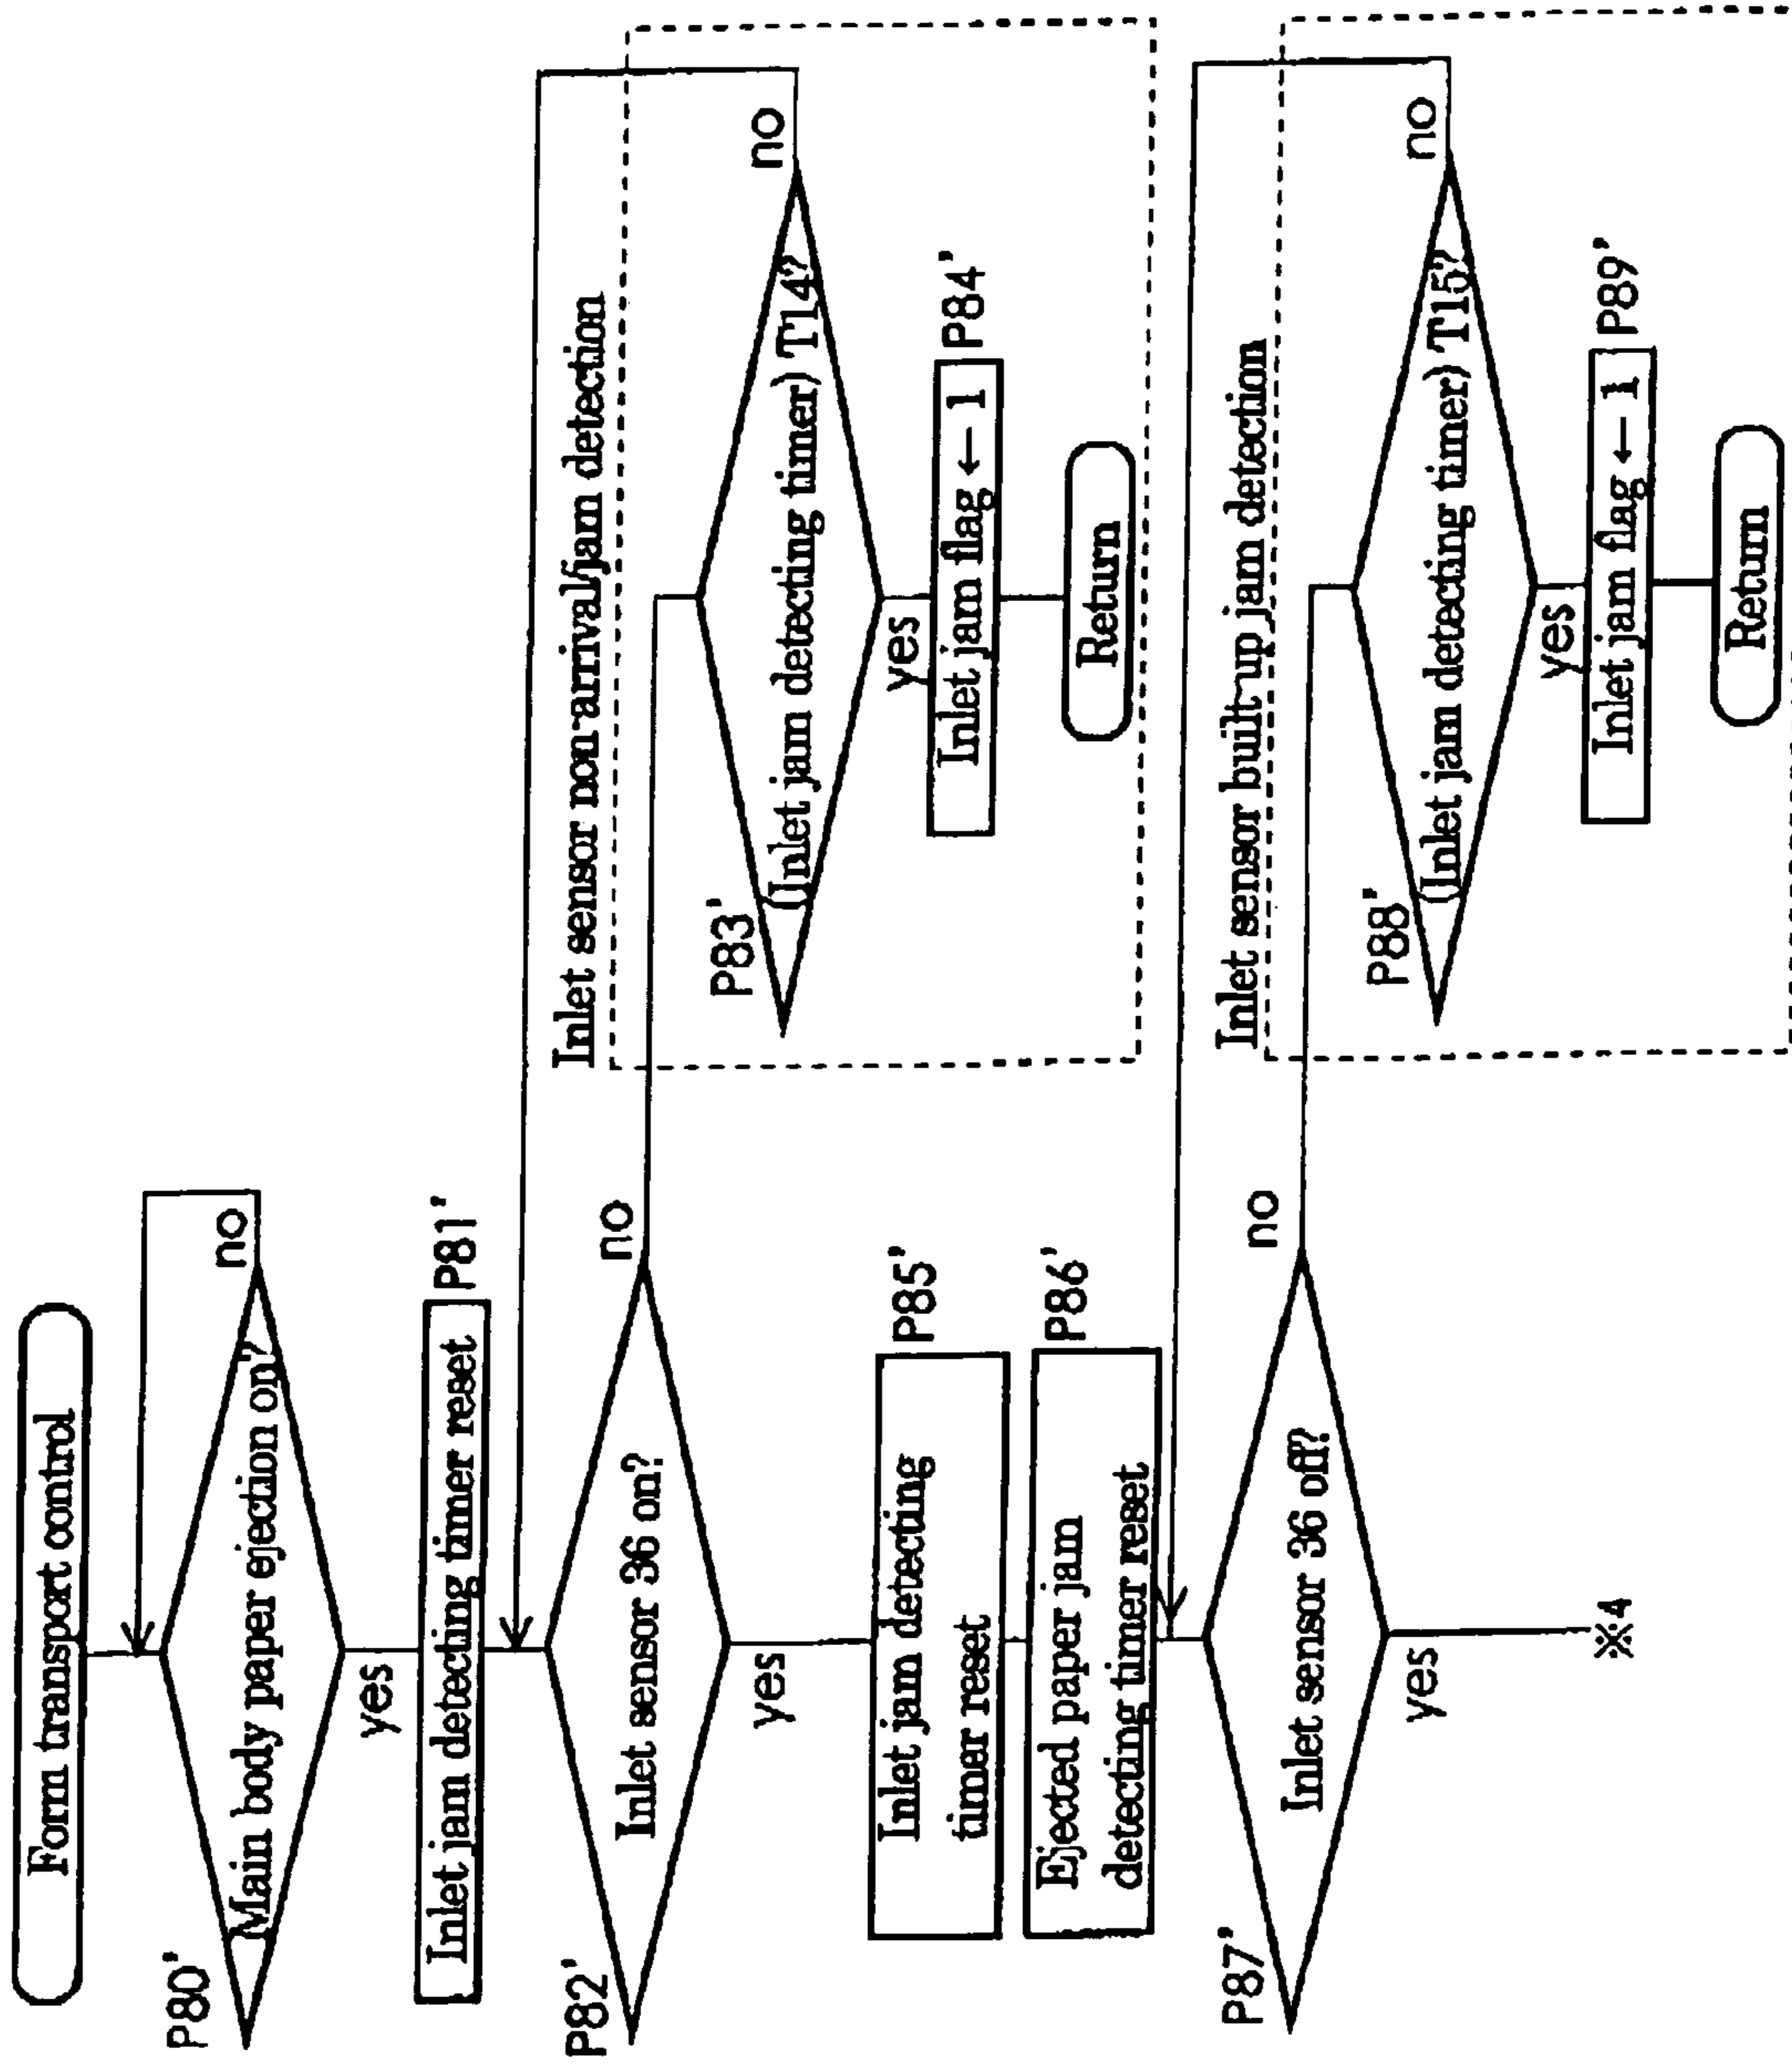 Form transport control
P80'
Main body paper ejection on?
no
yes
Inlet jam detecting timer reset
P81'
P82'
Inlet sensor 36 on?
no
yes
Inlet sensor non-arrival/jam detection
P83'
(Inlet jam detecting timer) T14?
no
yes
Inlet jam flag ← 1
P84'
Return
Inlet jam detecting
timer reset
P85'
Ejected paper jam
detecting timer reset
P86'
P87'
Inlet sensor 36 off?
no
yes
※4
Inlet sensor built-up jam detection
P88'
(Inlet jam detecting timer) T15?
no
yes
Inlet jam flag ← 1
P89'
Return